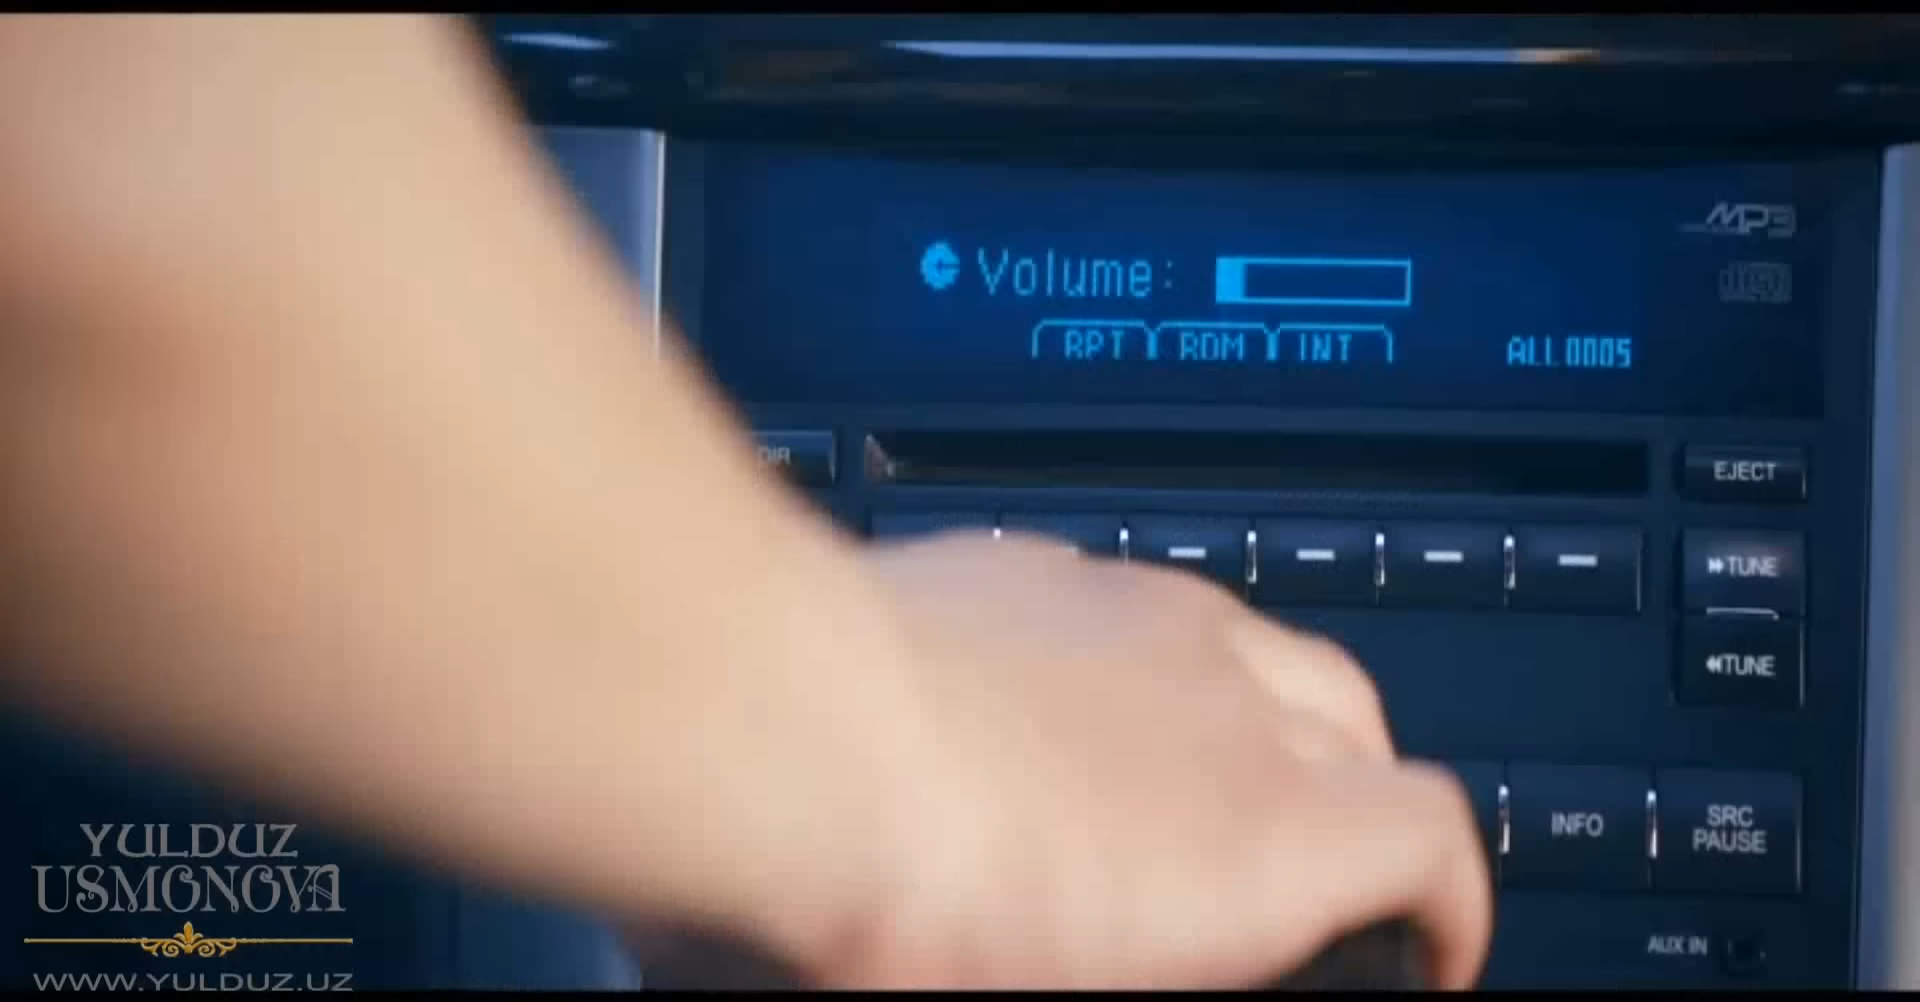 MP3
Volume:
RPT RDM INT
ALL 0005
DIR
EJECT
TUNE
TUNE
INFO
SRC
PAUSE
AUX IN
YULDUZ
USMONOVA
WWW.YULDUZ.UZ